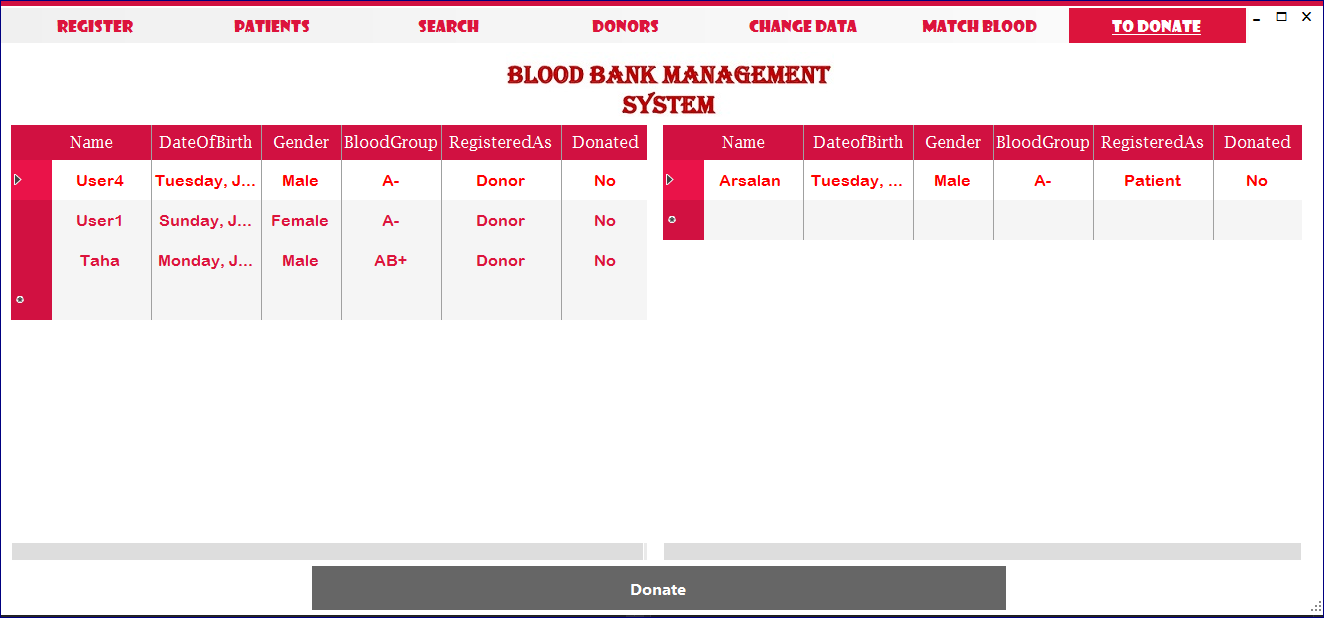 REGISTER PATIENTS SEARCH DONORS CHANGE DATA MATCH BLOOD TO DONATE
BLOOD BANK MANAGEMENT
SYSTEM
Name DateOfBirth Gender BloodGroup RegisteredAs Donated
User4 Tuesday, J... Male A- Donor No
User1 Sunday, J... Female A- Donor No
Taha Monday, J... Male AB+ Donor No
Name DateofBirth Gender BloodGroup RegisteredAs Donated
Arsalan Tuesday, ... Male A- Patient No
Donate